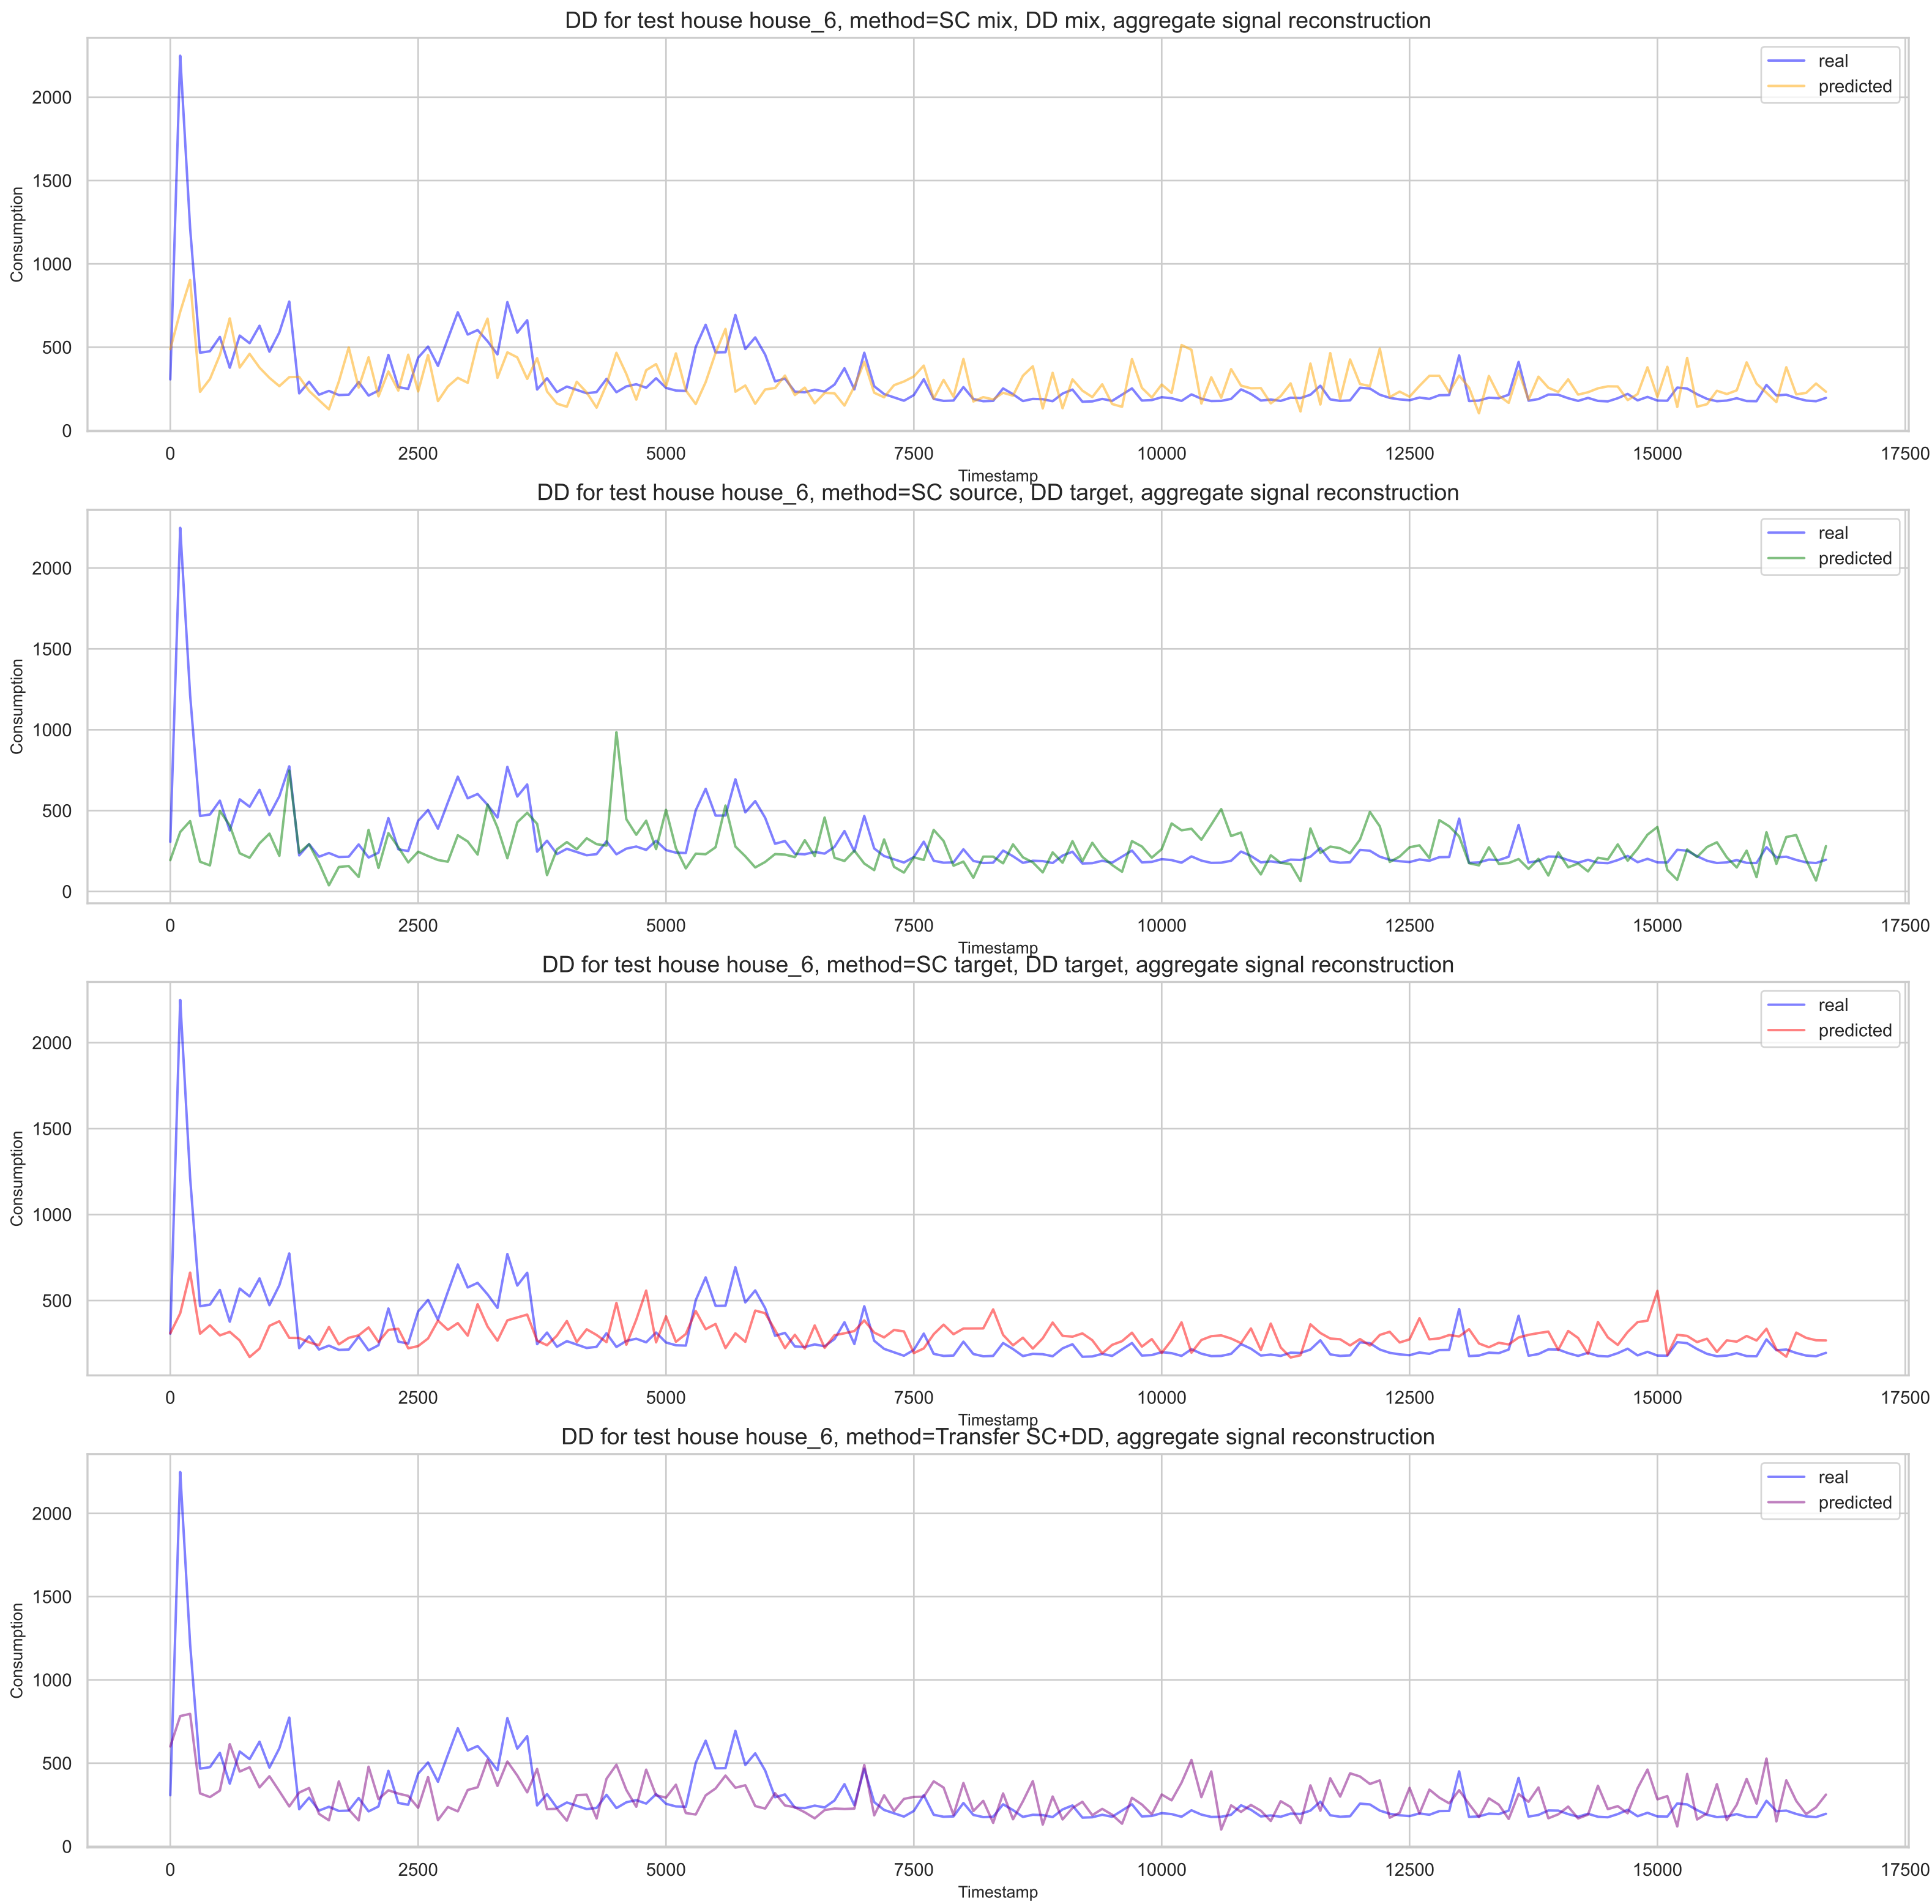 DD for test house house_6, method=SC mix, DD mix, aggregate signal reconstruction
real
predicted
Consumption
2000
1500
1000
500
0
0 2500 5000 7500 10000 12500 15000 17500
Timestamp
DD for test house house_6, method=SC source, DD target, aggregate signal reconstruction
real
predicted
Consumption
2000
1500
1000
500
0
0 2500 5000 7500 10000 12500 15000 17500
Timestamp
DD for test house house_6, method=SC target, DD target, aggregate signal reconstruction
real
predicted
Consumption
2000
1500
1000
500
0 2500 5000 7500 10000 12500 15000 17500
Timestamp
DD for test house house_6, method=Transfer SC+DD, aggregate signal reconstruction
real
predicted
Consumption
2000
1500
1000
500
0
0 2500 5000 7500 10000 12500 15000 17500
Timestamp